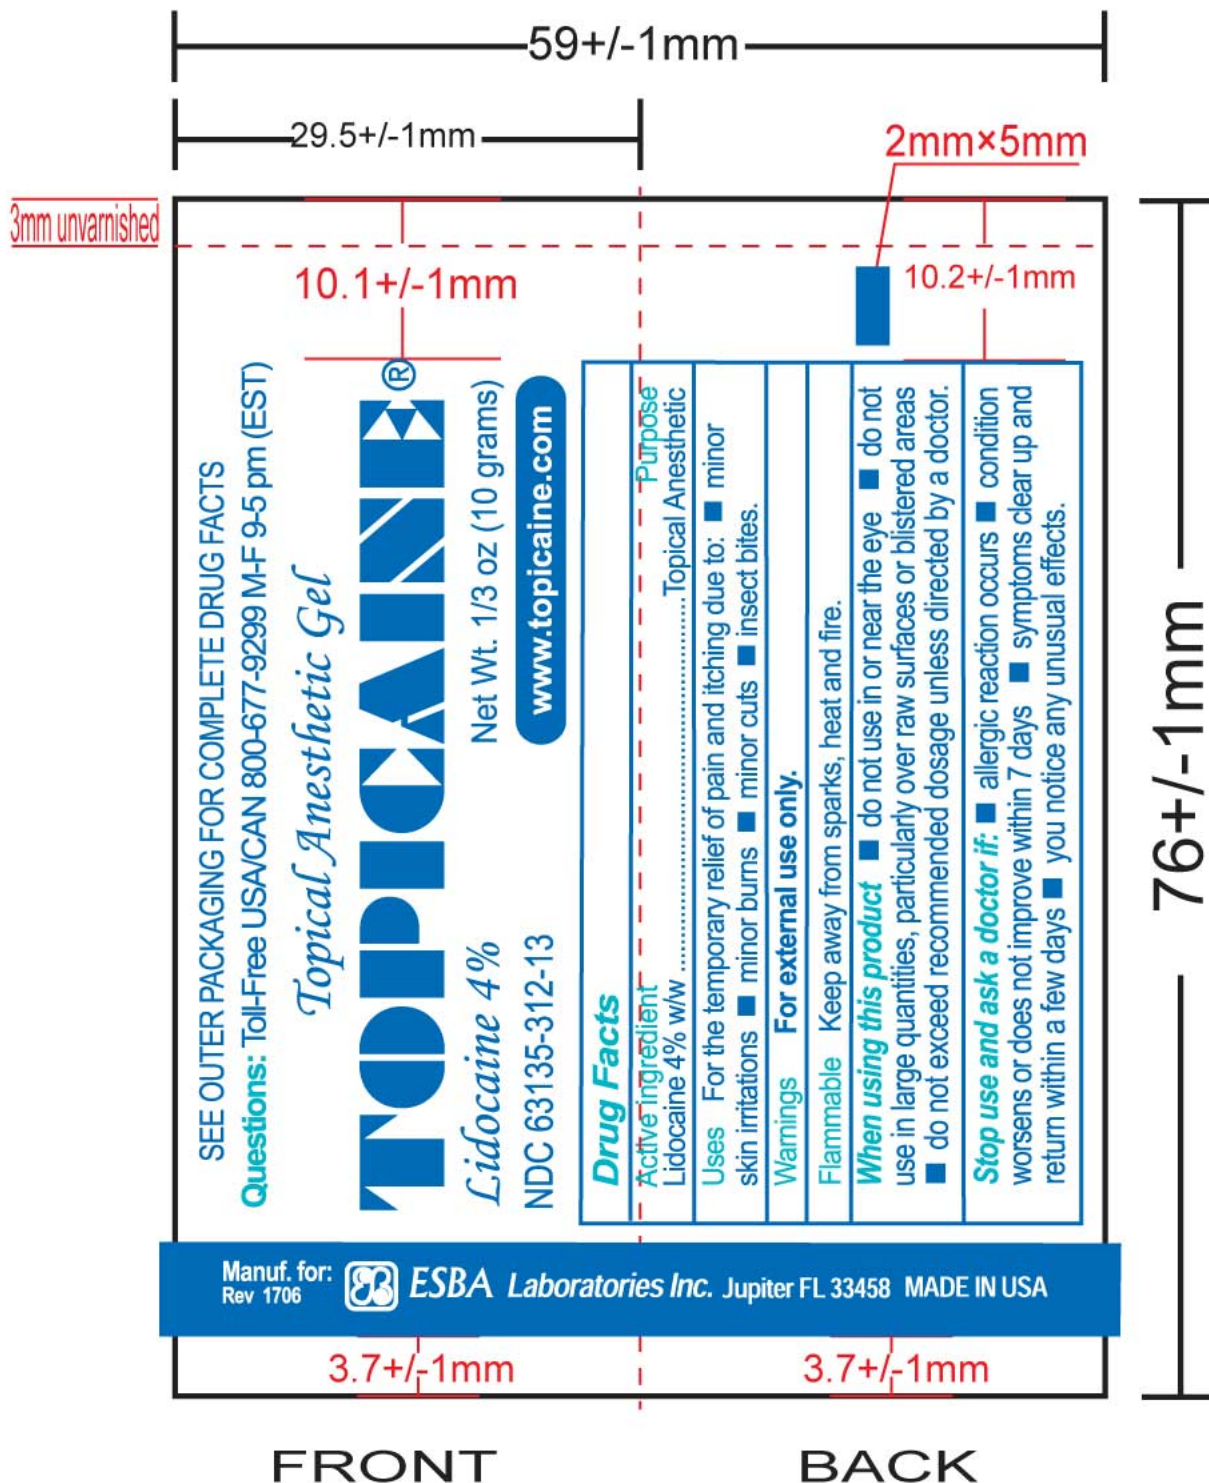 59+/-1mm
29.5+/-1mm
2mm×5mm
3mm unvarnished
10.1+/-1mm
10.2+/-1mm
SEE OUTER PACKAGING FOR COMPLETE DRUG FACTS
Questions: Toll-Free USA/CAN 800-677-9299 M-F 9-5 pm (EST)
Topical Anesthetic Gel
TOPICAINE®
Lidocaine 4%
Net Wt. 1/3 oz (10 grams)
NDC 63135-312-13
www.topicaine.com
Drug Facts
Active ingredient Purpose
Lidocaine 4% w/w ........................................ Topical Anesthetic
Uses For the temporary relief of pain and itching due to: ■ minor
skin irritations ■ minor burns ■ minor cuts ■ insect bites.
Warnings For external use only.
Flammable Keep away from sparks, heat and fire.
When using this product ■ do not use in or near the eye ■ do not
use in large quantities, particularly over raw surfaces or blistered areas
■ do not exceed recommended dosage unless directed by a doctor.
Stop use and ask a doctor if: ■ allergic reaction occurs ■ condition
worsens or does not improve within 7 days ■ symptoms clear up and
return within a few days ■ you notice any unusual effects.
76+/-1mm
Manuf. for:
Rev 1706
ESBA Laboratories Inc. Jupiter FL 33458 MADE IN USA
3.7+/-1mm
3.7+/-1mm
FRONT
BACK